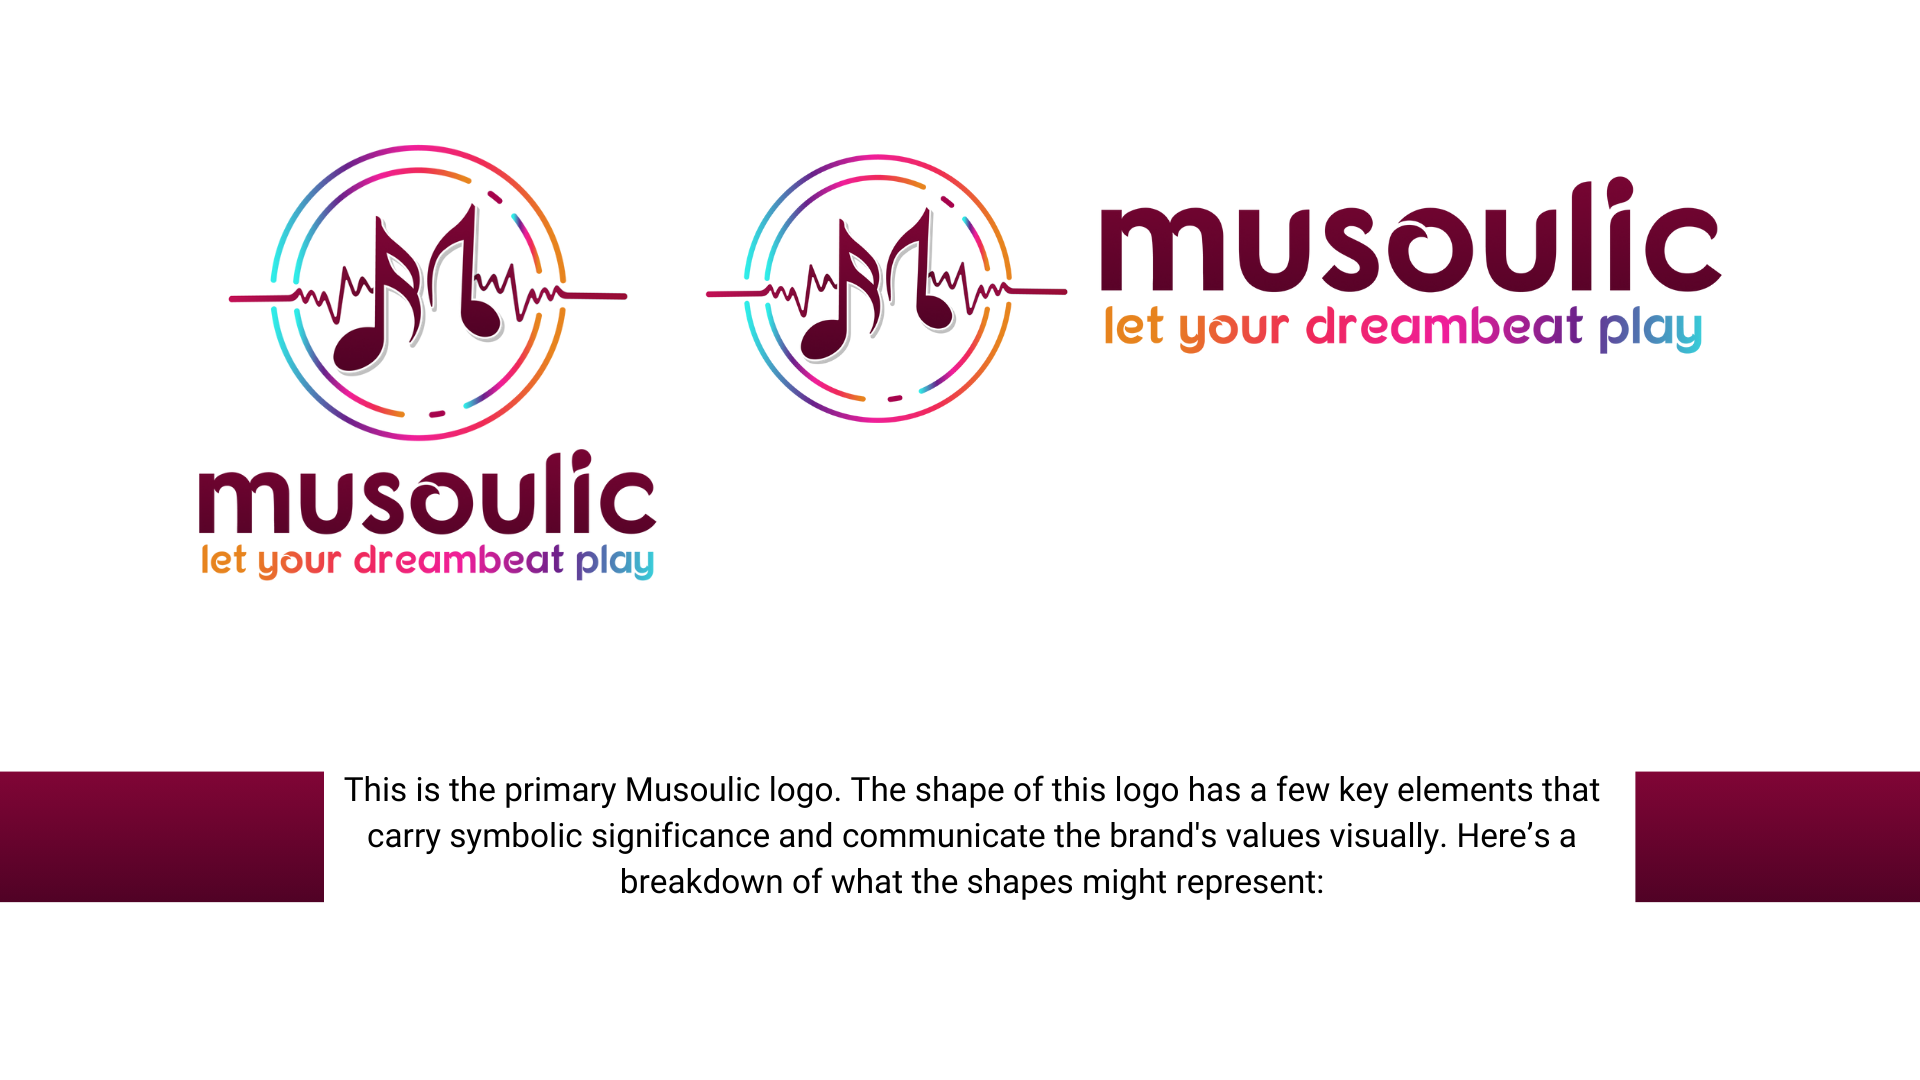 musoulic
let your dreambeat play
musoulic
let your dreambeat play
This is the primary Musoulic logo. The shape of this logo has a few key elements that
carry symbolic significance and communicate the brand's values visually. Here’s a
breakdown of what the shapes might represent: